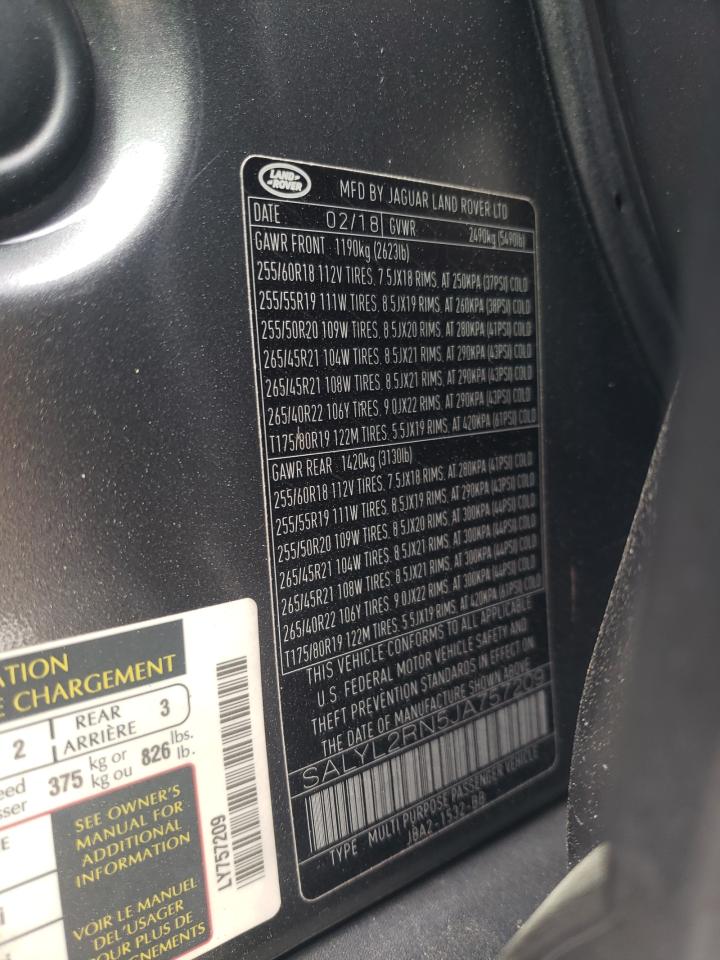 LAND ROVER
MFD BY JAGUAR LAND ROVER LTD
DATE 02/18 GVWR 2490kg (5490lb)
GAWR FRONT 1190kg (2623lb)
255/60R18 112V TIRES, 7.5JX18 RIMS, AT 250KPA (37PSI) COLD
255/55R19 111W TIRES, 8.5JX19 RIMS, AT 260KPA (38PSI) COLD
255/50R20 109W TIRES, 8.5JX20 RIMS, AT 280KPA (41PSI) COLD
265/45R21 104W TIRES, 8.5JX21 RIMS, AT 290KPA (43PSI) COLD
265/45R21 108W TIRES, 8.5JX21 RIMS, AT 290KPA (43PSI) COLD
265/40R22 106Y TIRES, 9.0JX22 RIMS, AT 290KPA (43PSI) COLD
T175/80R19 122M TIRES, 5.5JX19 RIMS, AT 420KPA (61PSI) COLD
GAWR REAR 1420kg (3130lb)
255/60R18 112V TIRES, 7.5JX18 RIMS, AT 280KPA (41PSI) COLD
255/55R19 111W TIRES, 8.5JX19 RIMS, AT 290KPA (43PSI) COLD
255/50R20 109W TIRES, 8.5JX20 RIMS, AT 300KPA (44PSI) COLD
265/45R21 104W TIRES, 8.5JX21 RIMS, AT 300KPA (44PSI) COLD
265/45R21 108W TIRES, 8.5JX21 RIMS, AT 300KPA (44PSI) COLD
265/40R22 106Y TIRES, 9.0JX22 RIMS, AT 300KPA (44PSI) COLD
T175/80R19 122M TIRES, 5.5JX19 RIMS, AT 420KPA (61PSI) COLD
THIS VEHICLE CONFORMS TO ALL APPLICABLE
U.S. FEDERAL MOTOR VEHICLE SAFETY AND
THEFT PREVENTION STANDARDS IN EFFECT ON
THE DATE OF MANUFACTURE SHOWN ABOVE
SALYL2RN5JA757209
TYPE: MULTI PURPOSE PASSENGER VEHICLE
JBA2-1532-BB
ATION
E CHARGEMENT
2 REAR 3
ARRIÈRE
eed 375 kg or 826 lbs.
sser kg ou lb.
SEE OWNER'S
MANUAL FOR
ADDITIONAL
INFORMATION
VOIR LE MANUEL
DEL'USAGER
POUR PLUS DE
GNEMENTS
LY757209